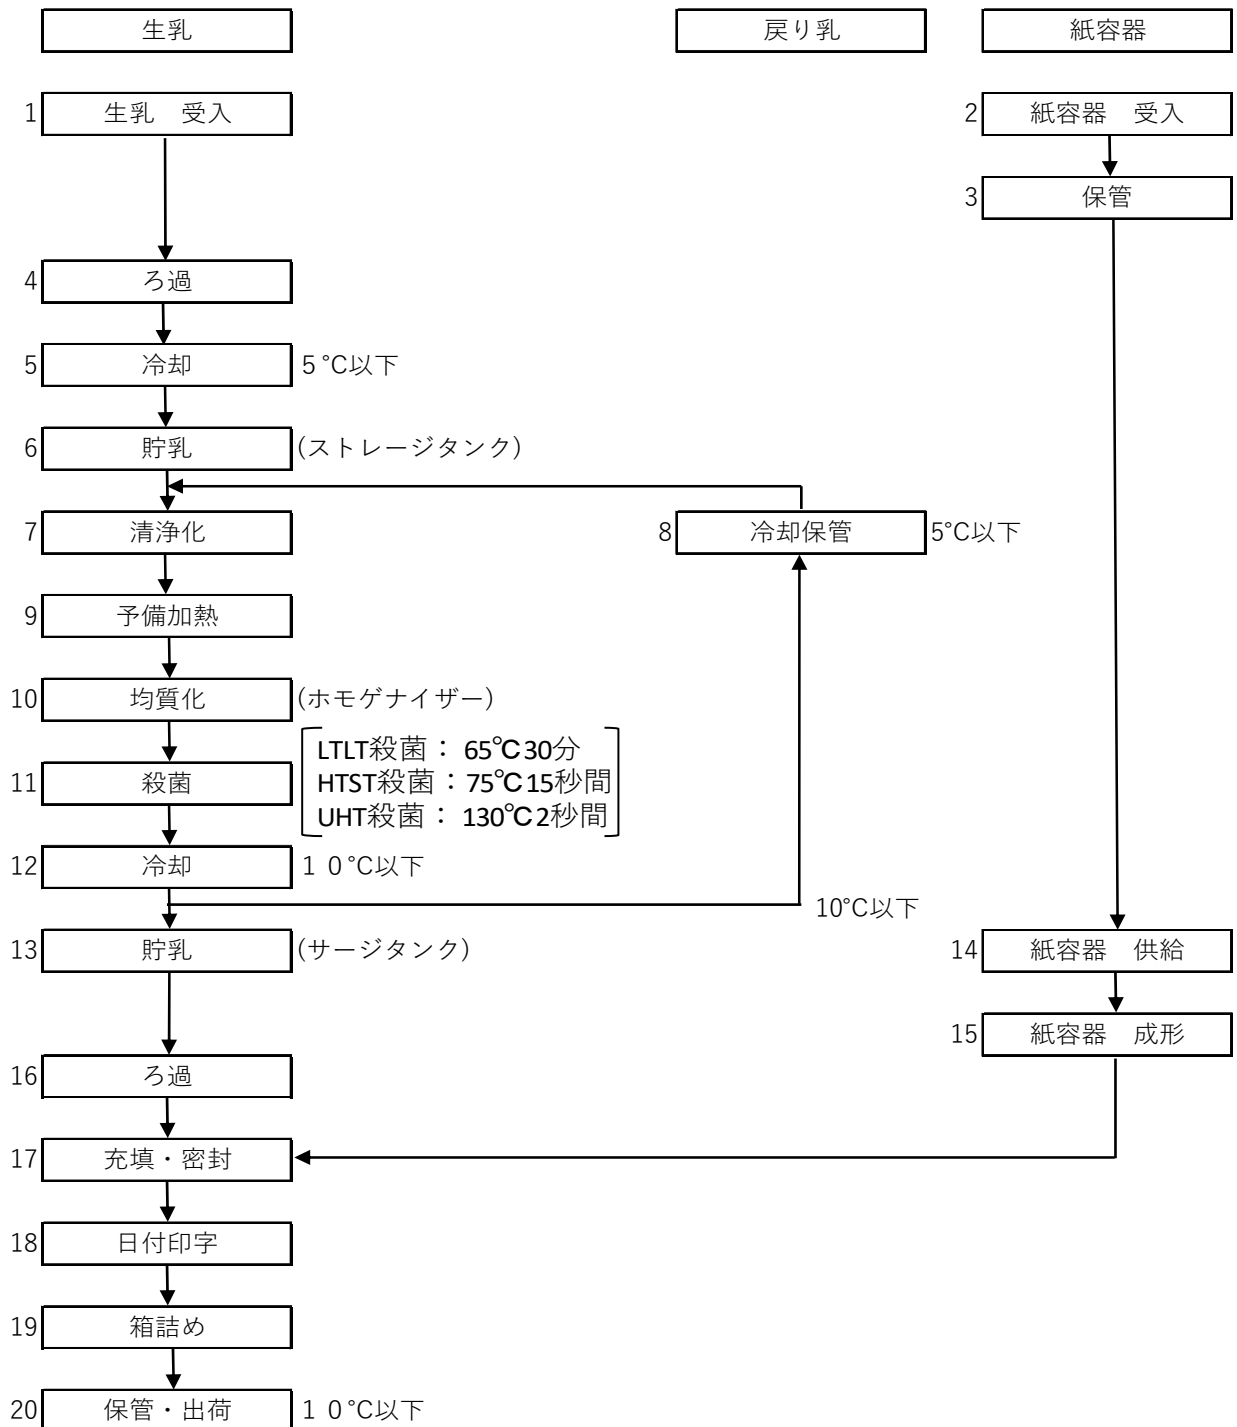 生乳 戻り乳 紙容器
1 生乳　受入 2 紙容器　受入
3 保管
4 ろ過
5 冷却 5°C以下
6 貯乳 (ストレージタンク)
7 清浄化 8 冷却保管 5°C以下
9 予備加熱
10 均質化 (ホモゲナイザー)
LTLT殺菌： 65℃30分
11 殺菌 HTST殺菌：75℃15秒間
UHT殺菌： 130℃2秒間
12 冷却 １０°C以下
10°C以下
13 貯乳 (サージタンク) 14 紙容器　供給
15 紙容器　成形
16 ろ過
17 充填・密封
18 日付印字
19 箱詰め
20 保管・出荷 １０°C以下